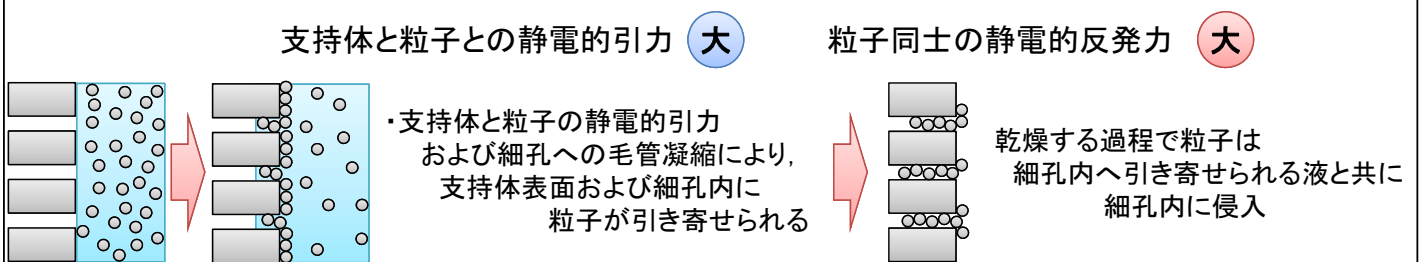 支持体と粒子との静電的引力 大 粒子同士の静電的反発力 大
・支持体と粒子の静電的引力
および細孔への毛管凝縮により,
支持体表面および細孔内に
粒子が引き寄せられる
乾燥する過程で粒子は
細孔内へ引き寄せられる液と共に
細孔内に侵入